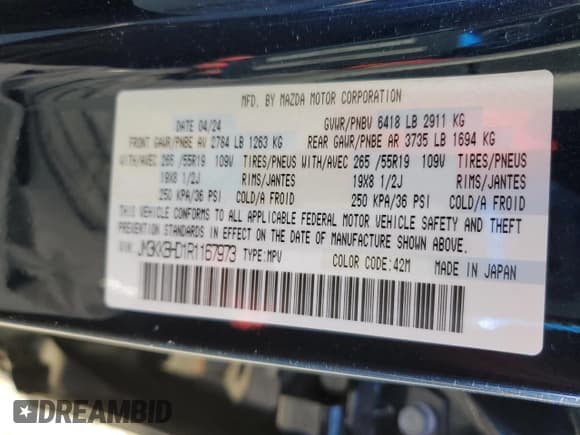 MFD. BY MAZDA MOTOR CORPORATION
DATE 04/24 GVWR/PNBV 6418 LB 2911 KG
FRONT GAWR/PNBE AV 2784 LB 1263 KG REAR GAWR/PNBE AR 3735 LB 1694 KG
WITH/AVEC 265 /55R19 109V TIRES/PNEUS WITH/AVEC 265 /55R19 109V TIRES/PNEUS
19X8 1/2J RIMS/JANTES 19X8 1/2J RIMS/JANTES
250 KPA/36 PSI COLD/A FROID 250 KPA/36 PSI COLD/A FROID
THIS VEHICLE CONFORMS TO ALL APPLICABLE FEDERAL MOTOR VEHICLE SAFETY AND THEFT
PREVENTION STANDARDS IN EFFECT ON THE DATE OF MANUFACTURE SHOWN ABOVE.
VIN: JM3KKBHD1R1167973 TYPE:MPV COLOR CODE:42M MADE IN JAPAN
DREAMBID